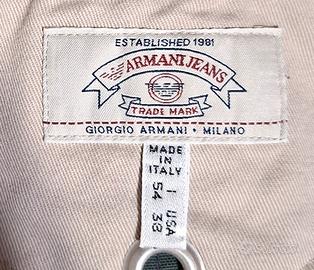 ESTABLISHED 1981
ARMANI JEANS
TRADE MARK
GIORGIO ARMANI • MILANO
MADE
IN
ITALY
I USA
54 38